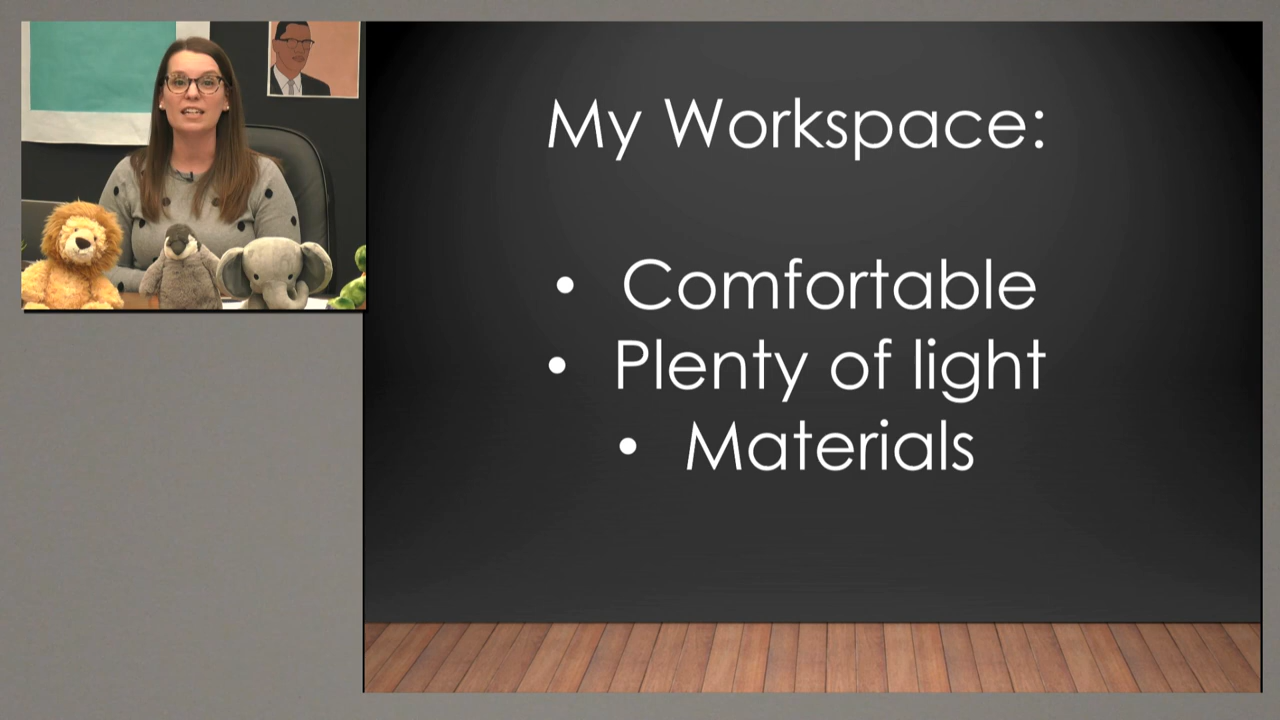 My Workspace:
• Comfortable
• Plenty of light
• Materials